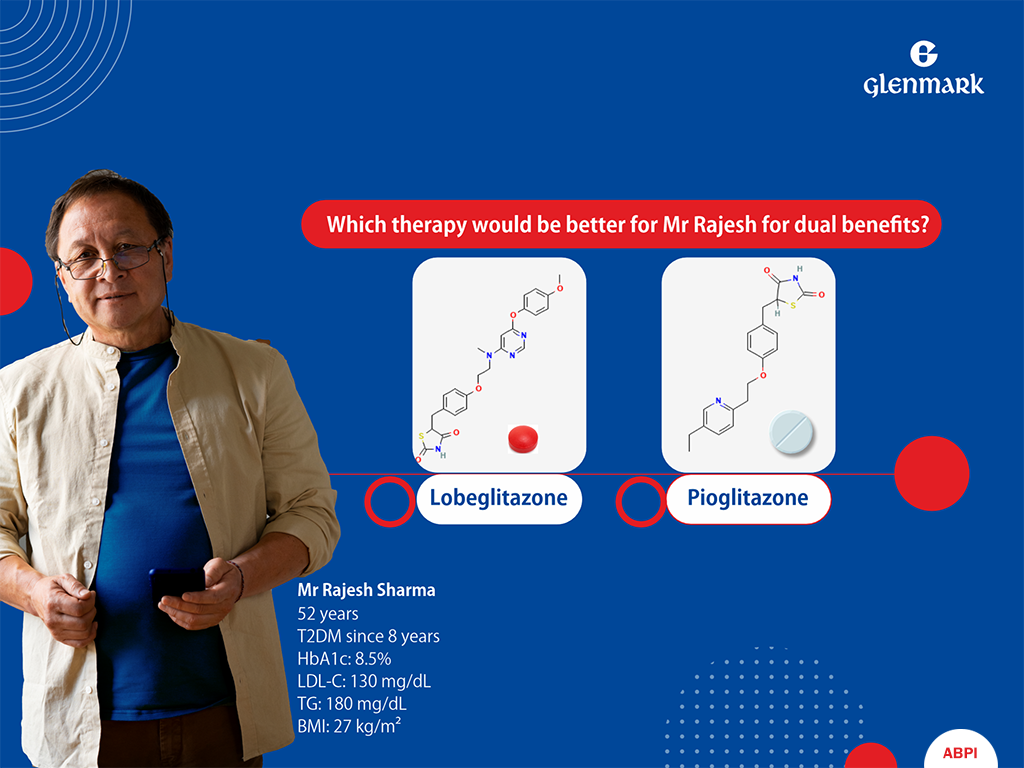 GLENMARK
Which therapy would be better for Mr Rajesh for dual benefits?
O
O
N
N
N
O
S
O
N
H
O
O
N
H
O
S
H
O
N
Lobeglitazone
Pioglitazone
Mr Rajesh Sharma
52 years
T2DM since 8 years
HbA1c: 8.5%
LDL-C: 130 mg/dL
TG: 180 mg/dL
BMI: 27 kg/m²
ABPI